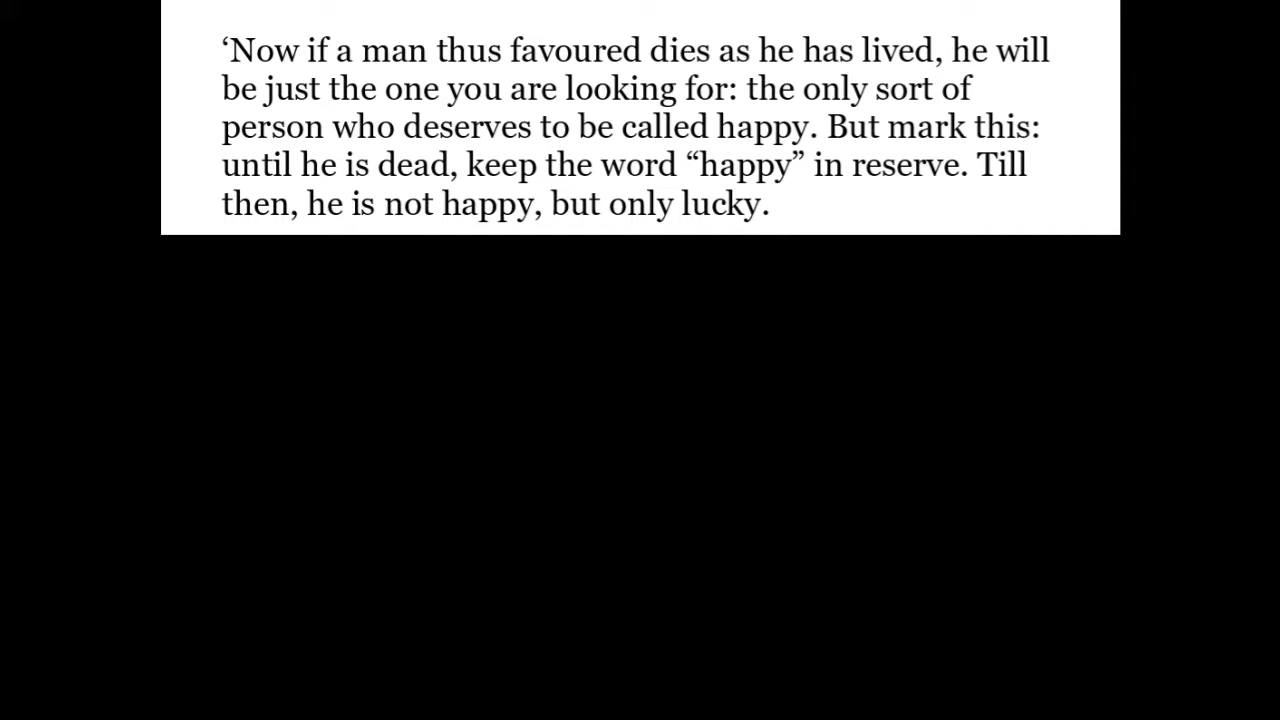 ‘Now if a man thus favoured dies as he has lived, he will
be just the one you are looking for: the only sort of
person who deserves to be called happy. But mark this:
until he is dead, keep the word “happy” in reserve. Till
then, he is not happy, but only lucky.